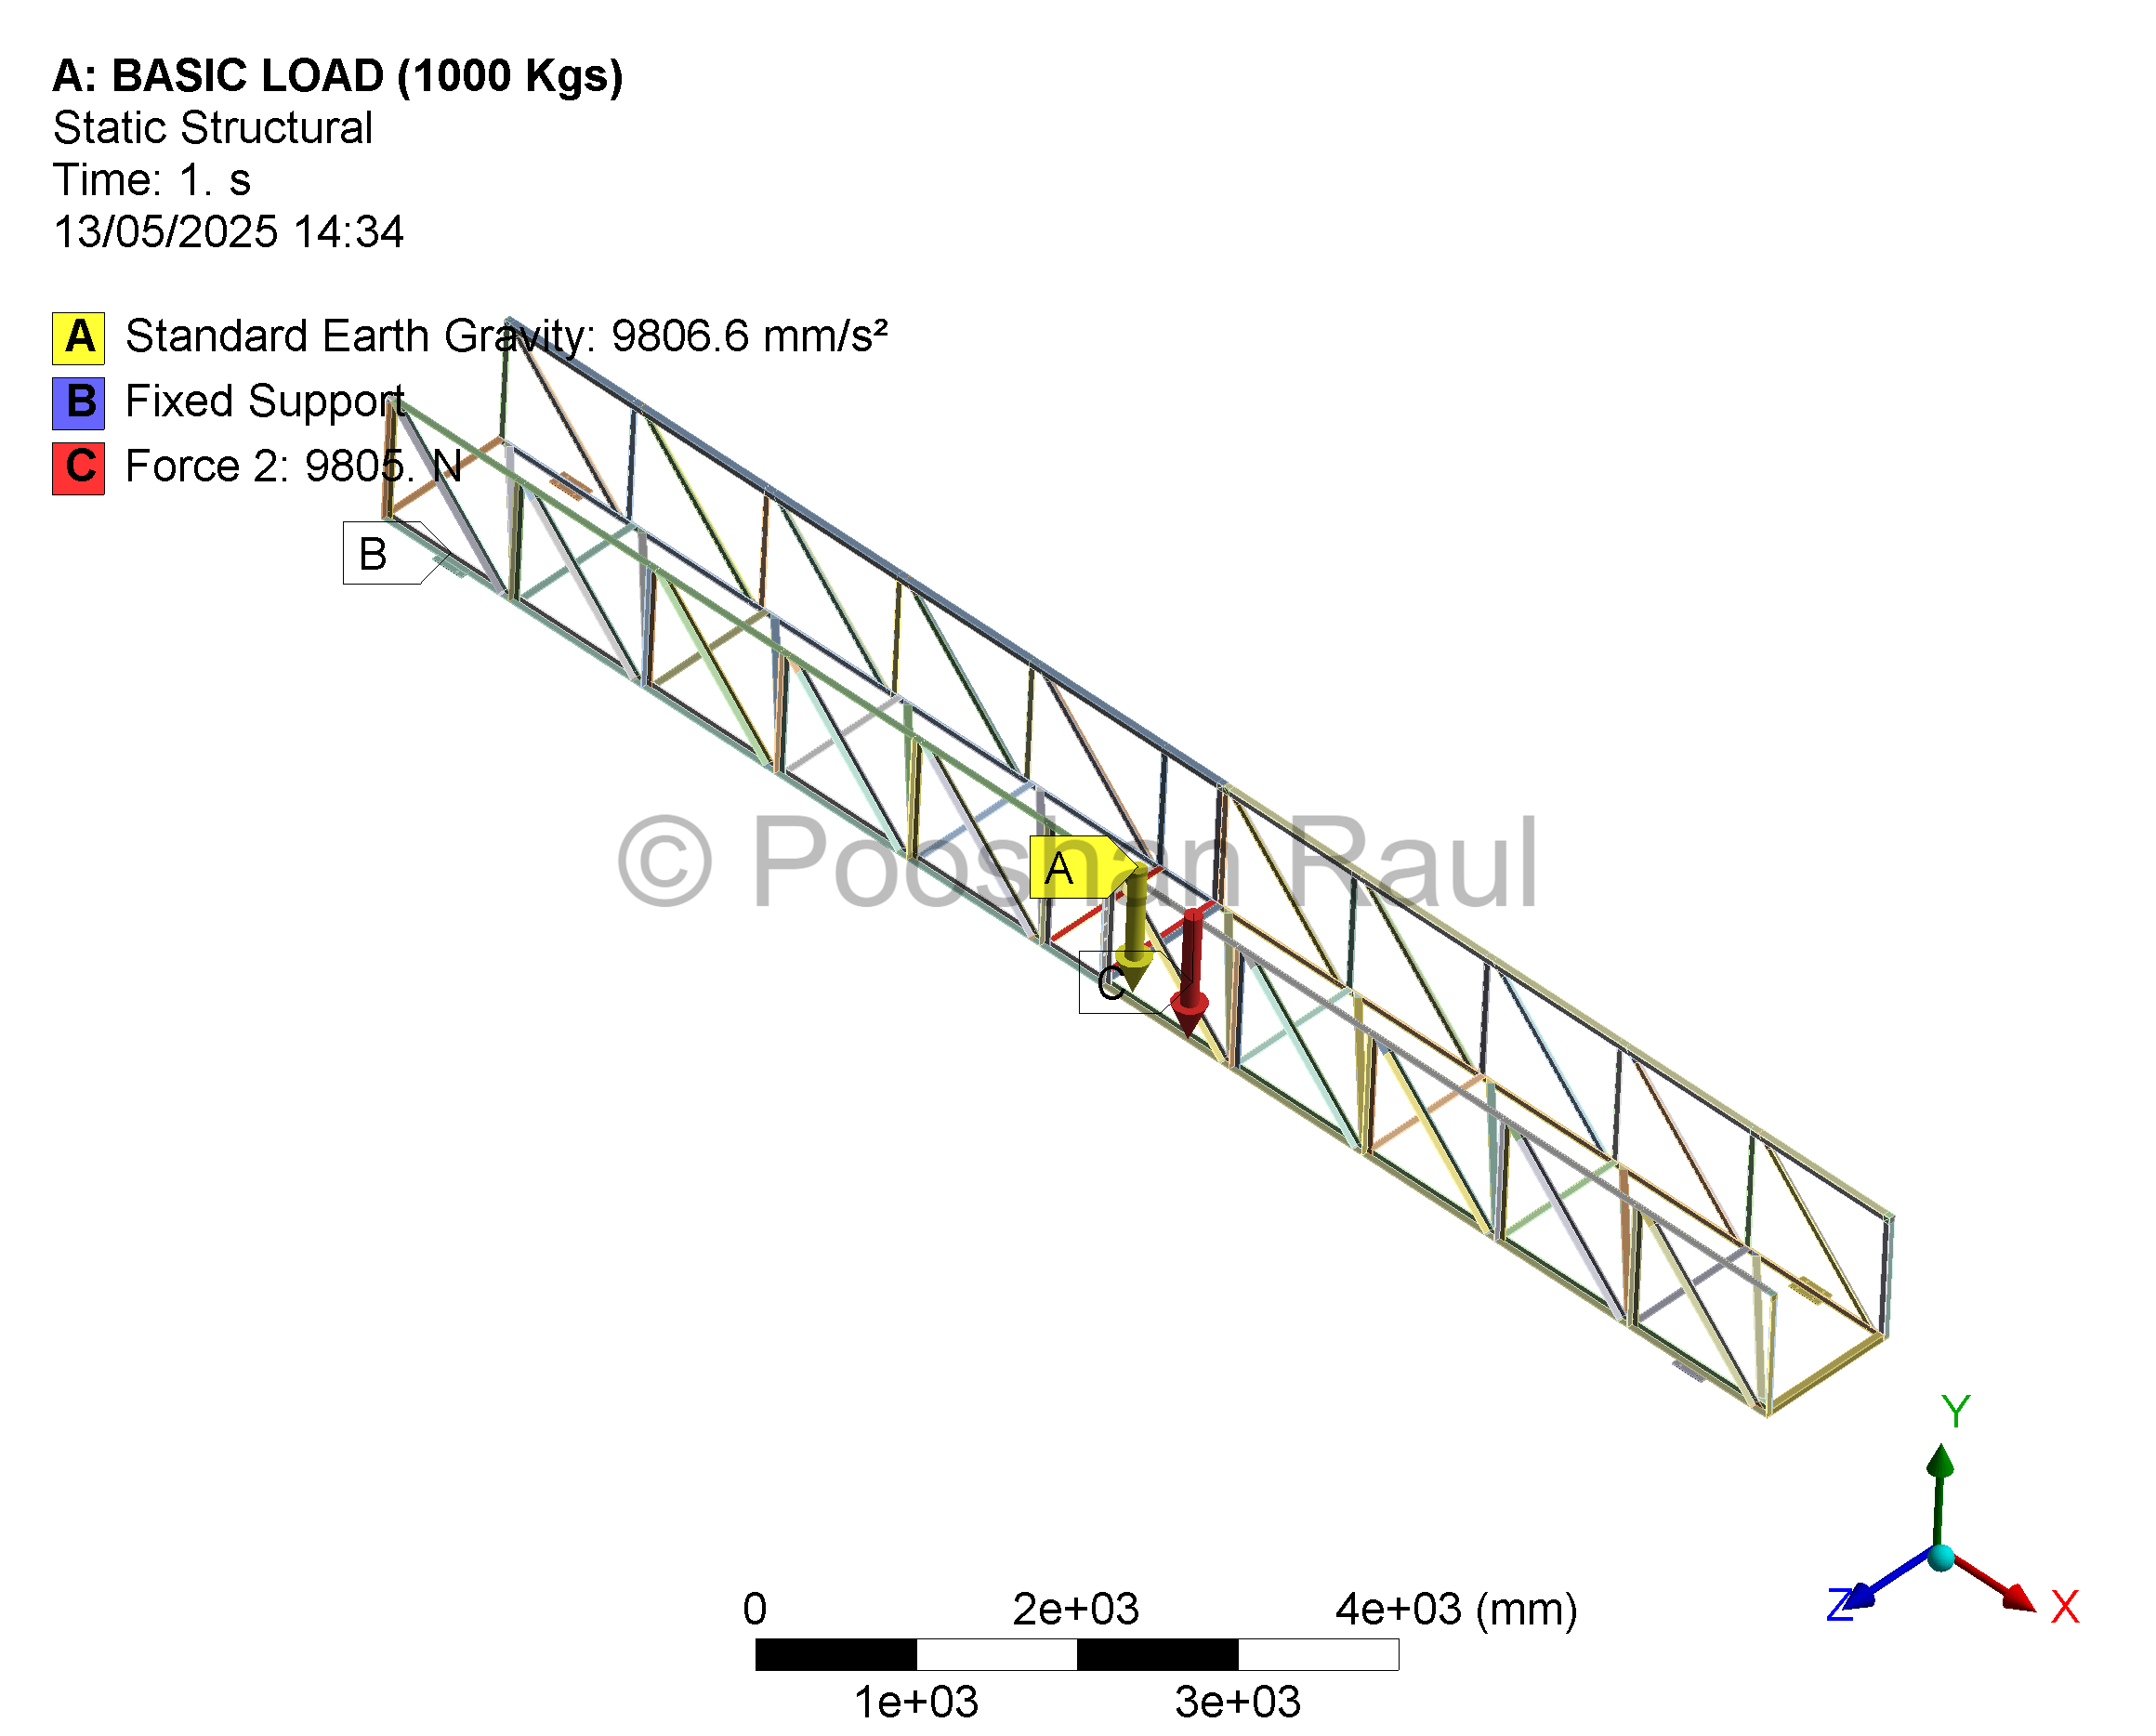 A: BASIC LOAD (1000 Kgs)
Static Structural
Time: 1. s
13/05/2025 14:34
A Standard Earth Gravity: 9806.6 mm/s²
B Fixed Support
C Force 2: 9805. N
B
© Pooshan Raul
A
C
Y
Z
X
0 2e+03 4e+03 (mm)
1e+03 3e+03